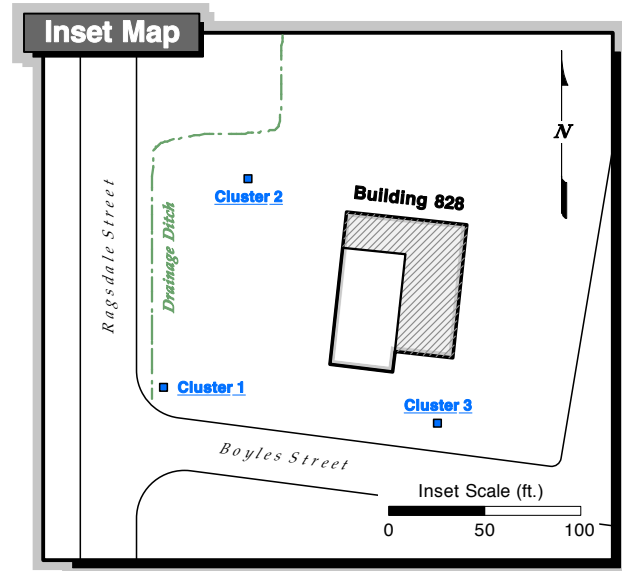 Inset Map
N
Cluster 2
Building 828
Ragsdale Street
Drainage Ditch
Cluster 1
Cluster 3
Boyles Street
Inset Scale (ft.)
0 50 100